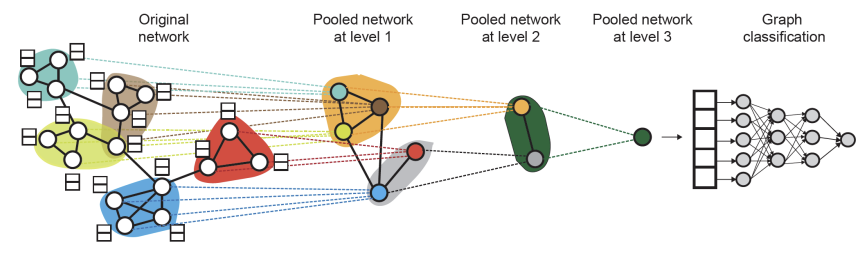 Original
network
Pooled network
at level 1
Pooled network
at level 2
Pooled network
at level 3
Graph
classification